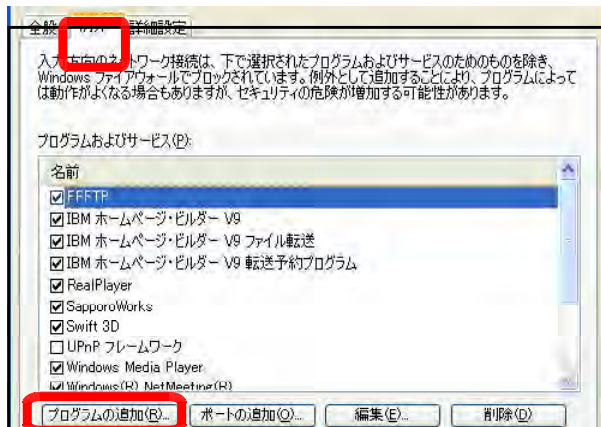 全般 詳細設定
入力方向のネットワーク接続は、下で選択されたプログラムおよびサービスのためのものを除き、
Windows ファイアウォールでブロックされています。例外として追加することにより、プログラムによって
は動作がよくなる場合もありますが、セキュリティの危険が増加する可能性があります。
プログラムおよびサービス(P):
名前
FFFTP
IBM ホームページ・ビルダー V9
IBM ホームページ・ビルダー V9 ファイル転送
IBM ホームページ・ビルダー V9 転送予約プログラム
RealPlayer
SapporoWorks
Swift 3D
UPnP フレームワーク
Windows Media Player
Windows(R) NetMeeting(R)
プログラムの追加(R)... ポートの追加(O)... 編集(E)... 削除(D)